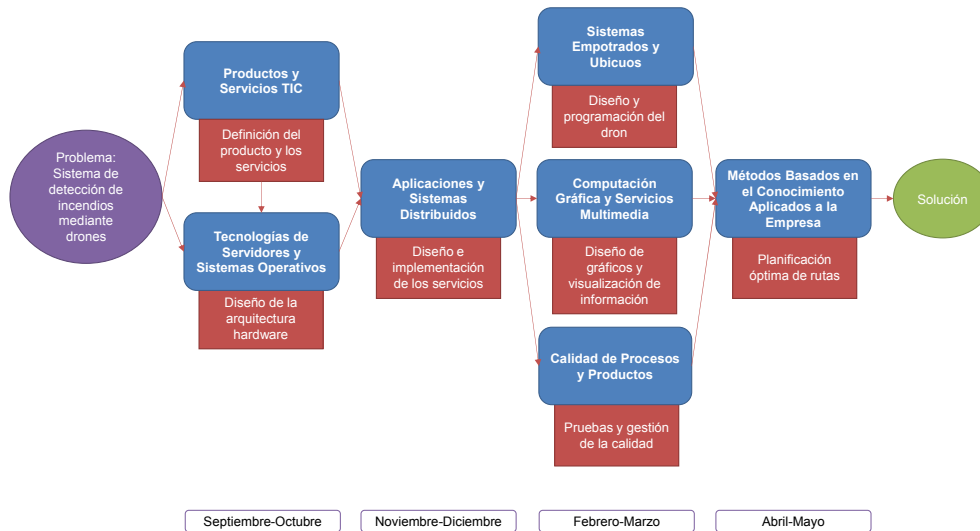 Problema:
Sistema de
detección de
incendios
mediante
drones
Productos y
Servicios TIC
Definición del
producto y los
servicios
Tecnologías de
Servidores y
Sistemas Operativos
Diseño de la
arquitectura
hardware
Aplicaciones y
Sistemas
Distribuidos
Diseño e
implementación
de los servicios
Sistemas
Empotrados y
Ubicuos
Diseño y
programación del
dron
Computación
Gráfica y Servicios
Multimedia
Diseño de
gráficos y
visualización de
información
Calidad de Procesos
y Productos
Pruebas y gestión
de la calidad
Métodos Basados en
el Conocimiento
Aplicados a la
Empresa
Planificación
óptima de rutas
Solución
Septiembre-Octubre
Noviembre-Diciembre
Febrero-Marzo
Abril-Mayo